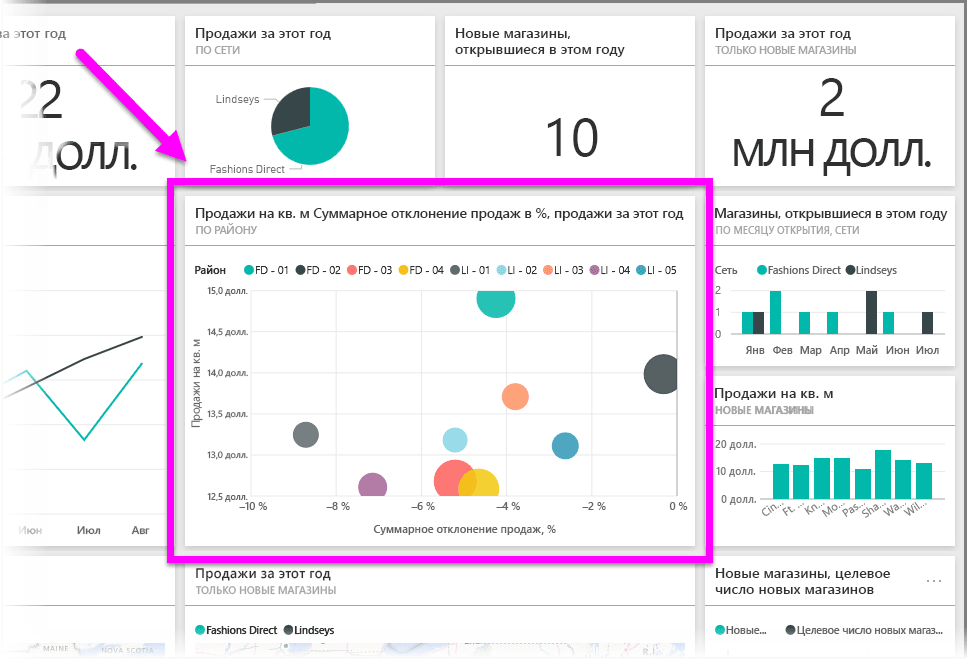 за этот год
22
ДОЛЛ.
Продажи за этот год
ПО СЕТИ
Lindseys
Fashions Direct
Новые магазины,
открывшиеся в этом году
10
Продажи за этот год
ТОЛЬКО НОВЫЕ МАГАЗИНЫ
2
МЛН ДОЛЛ.
Июн Июл Авг
Продажи на кв. м Суммарное отклонение продаж в %, продажи за этот год
ПО РАЙОНУ
Район FD - 01 FD - 02 FD - 03 FD - 04 LI - 01 LI - 02 LI - 03 LI - 04 LI - 05
Продажи на кв. м
15,0 долл.
14,5 долл.
14,0 долл.
13,5 долл.
13,0 долл.
12,5 долл.
–10 % –8 % –6 % –4 % –2 % 0 %
Суммарное отклонение продаж, %
Магазины, открывшиеся в этом году
ПО МЕСЯЦУ ОТКРЫТИЯ, СЕТИ
Сеть Fashions Direct Lindseys
2
1
0
Янв Фев Мар Апр Май Июн Июл
Продажи на кв. м
НОВЫЕ МАГАЗИНЫ
20 долл.
10 долл.
0 долл.
Cin... Ft. ... Kn... Mo... Pas... Sha... Wa... Wil...
MAINE
NOVA SCOTIA
Продажи за этот год
ТОЛЬКО НОВЫЕ МАГАЗИНЫ
Fashions Direct Lindseys
Новые магазины, целевое
число новых магазинов
...
Новые... Целевое число новых магаз...